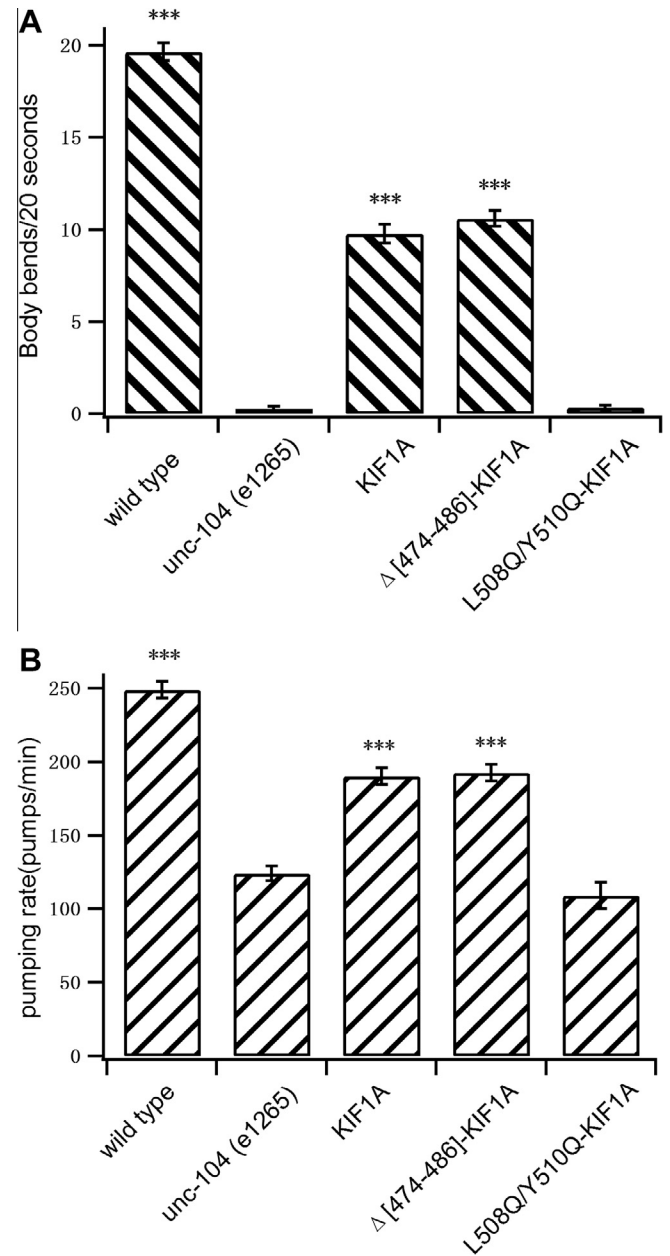 A
***
20
15
10
5
0
Body bends/20 seconds
***
***
wild type
unc-104 (e1265)
KIF1A
Δ [474-486]-KIF1A
L508Q/Y510Q-KIF1A
B
***
250
200
150
100
50
0
pumping rate(pumps/min)
***
***
wild type
unc-104 (e1265)
KIF1A
Δ [474-486]-KIF1A
L508Q/Y510Q-KIF1A